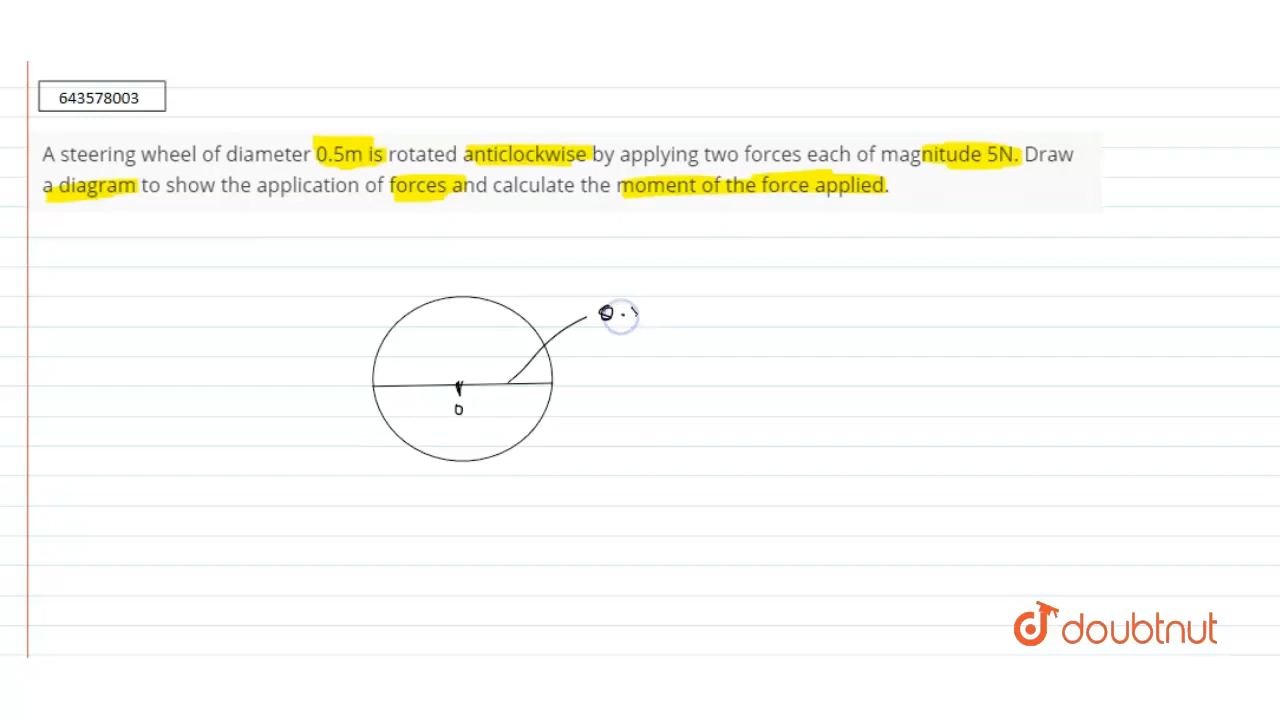 643578003
A steering wheel of diameter 0.5m is rotated anticlockwise by applying two forces each of magnitude 5N. Draw
a diagram to show the application of forces and calculate the moment of the force applied.
0
doubtnut